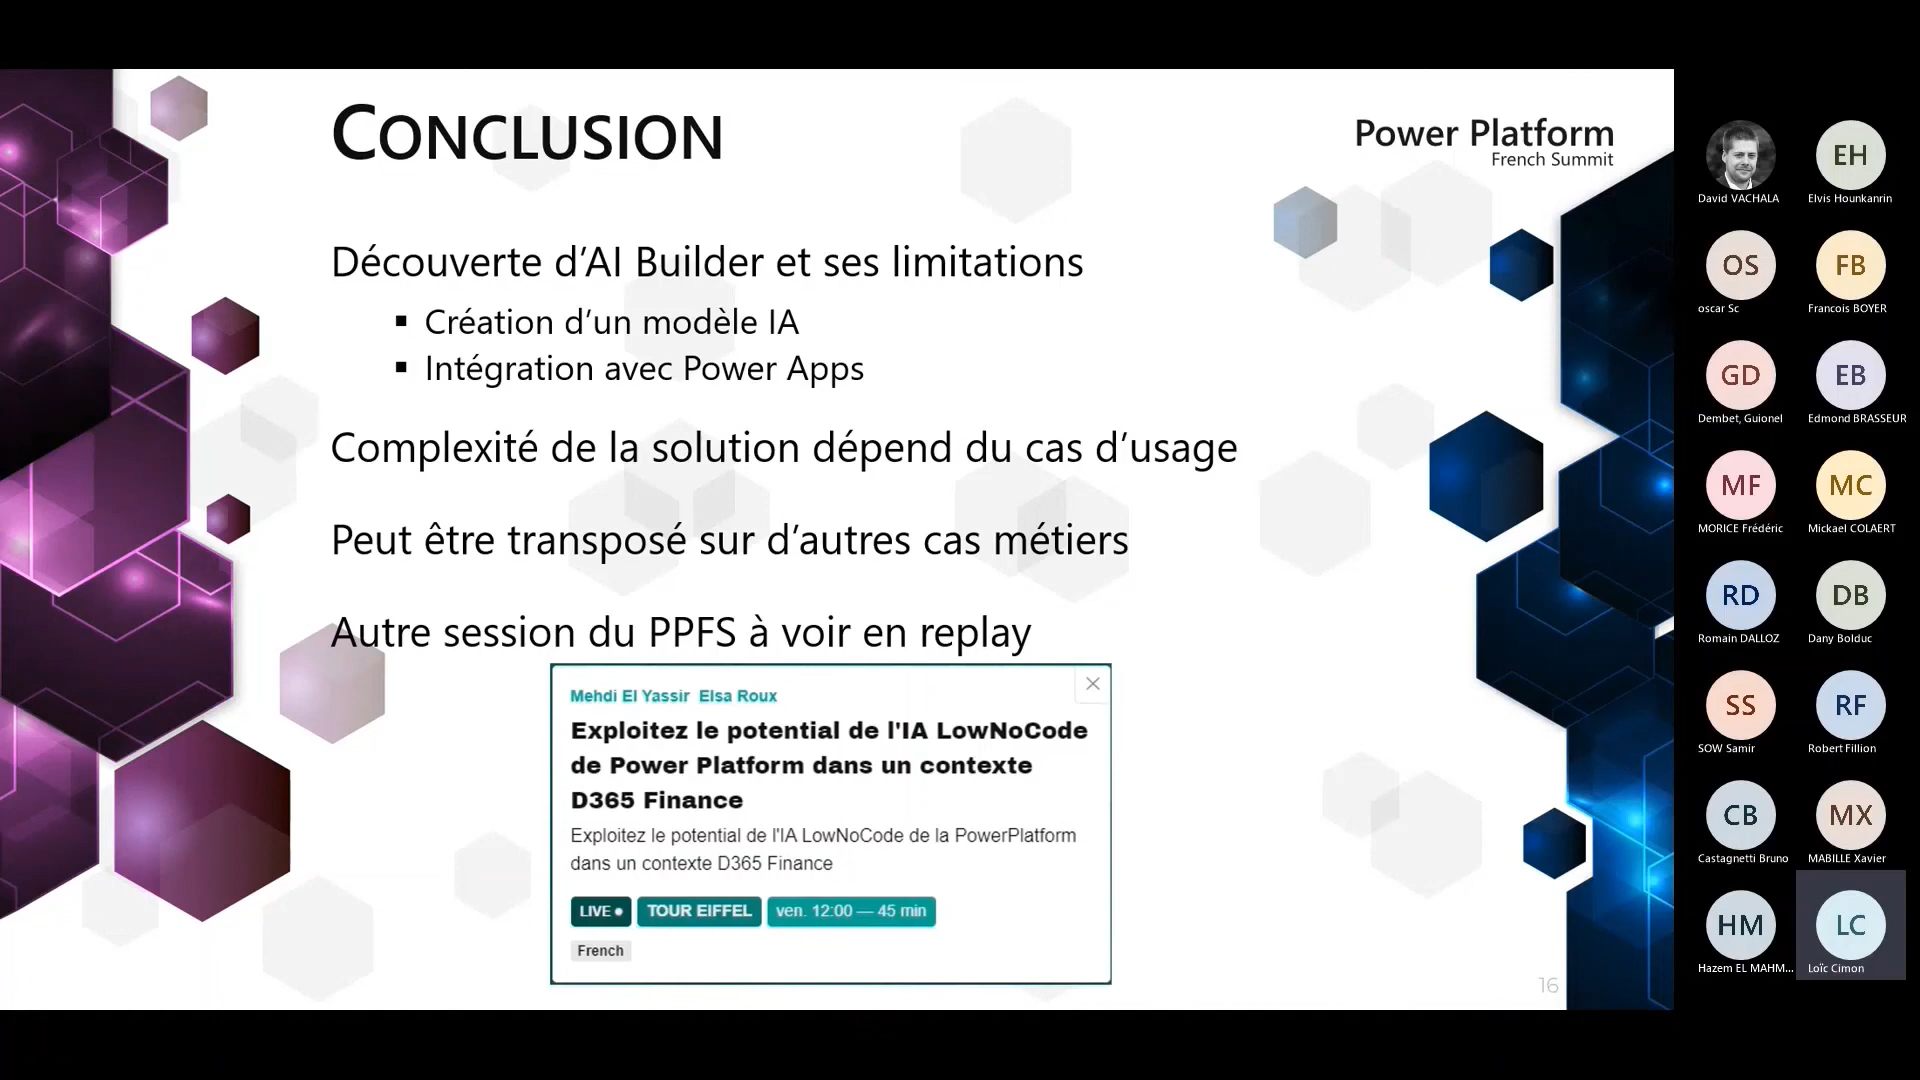 CONCLUSION
Power Platform
French Summit
Découverte d'AI Builder et ses limitations
▪ Création d'un modèle IA
▪ Intégration avec Power Apps
Complexité de la solution dépend du cas d'usage
Peut être transposé sur d'autres cas métiers
Autre session du PPFS à voir en replay
Mehdi El Yassir Elsa Roux
Exploitez le potential de l'IA LowNoCode
de Power Platform dans un contexte
D365 Finance
Exploitez le potential de l'IA LowNoCode de la PowerPlatform
dans un contexte D365 Finance
LIVE ● TOUR EIFFEL ven. 12:00 — 45 min
French
16
David VACHALA
EH
Elvis Hounkanrin
OS
oscar Sc
FB
Francois BOYER
GD
Dembet, Guionel
EB
Edmond BRASSEUR
MF
MORICE Frédéric
MC
Mickael COLAERT
RD
Romain DALLOZ
DB
Dany Bolduc
SS
SOW Samir
RF
Robert Fillion
CB
Castagnetti Bruno
MX
MABILLE Xavier
HM
Hazem EL MAHM...
LC
Loïc Cimon